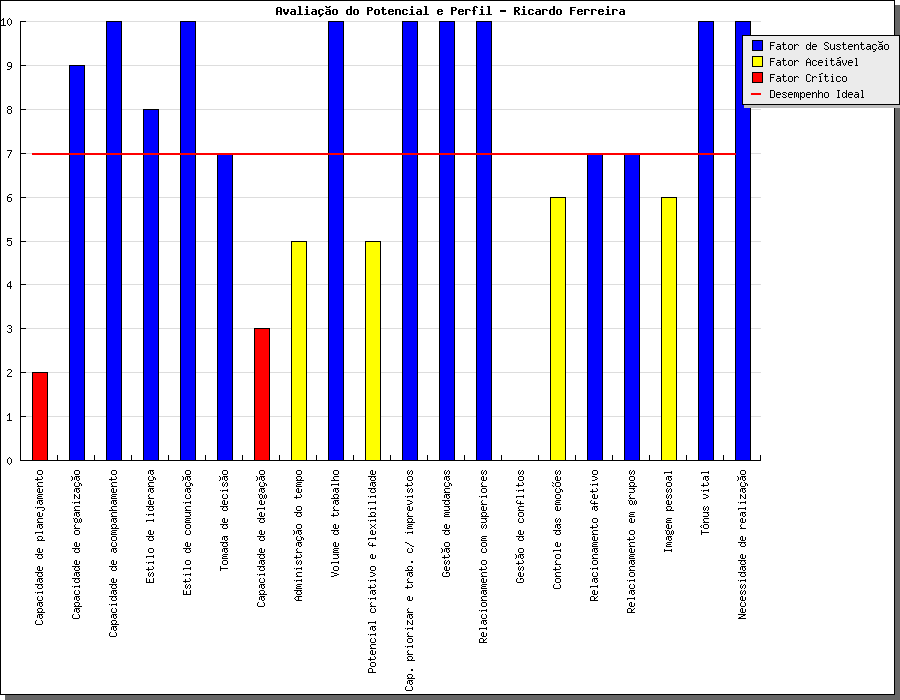 Avaliação do Potencial e Perfil - Ricardo Ferreira
Fator de Sustentação
Fator Aceitável
Fator Crítico
Desempenho Ideal
10
9
8
7
6
5
4
3
2
1
0
Capacidade de planejamento
Capacidade de organização
Capacidade de acompanhamento
Estilo de liderança
Estilo de comunicação
Tomada de decisão
Capacidade de delegação
Administração do tempo
Volume de trabalho
Potencial criativo e flexibilidade
Cap. priorizar e trab. c/ imprevistos
Gestão de mudanças
Relacionamento com superiores
Gestão de conflitos
Controle das emoções
Relacionamento afetivo
Relacionamento em grupos
Imagem pessoal
Tônus vital
Necessidade de realização